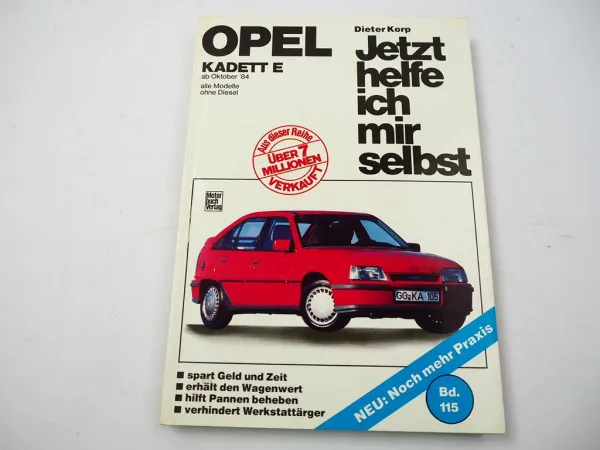 OPEL
KADETT E
ab Oktober '84
alle Modelle
ohne Diesel
Dieter Korp
Jetzt
helfe
ich
mir
selbst
Aus dieser Reihe
ÜBER 7
MILLIONEN
VERKAUFT
Motor
buch
Verlag
GG-KA 105
spart Geld und Zeit
erhält den Wagenwert
hilft Pannen beheben
verhindert Werkstattärger
NEU: Noch mehr Praxis
Bd.
115